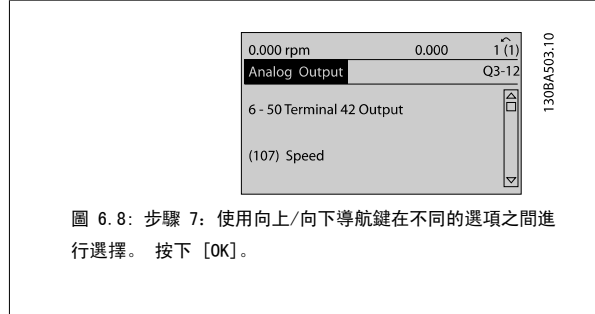 0.000 rpm 0.000 1 (1)
Analog Output Q3-12
6 - 50 Terminal 42 Output
(107) Speed
130BA503.10
圖 6.8: 步驟 7: 使用向上/向下導航鍵在不同的選項之間進
行選擇。 按下 [OK]。